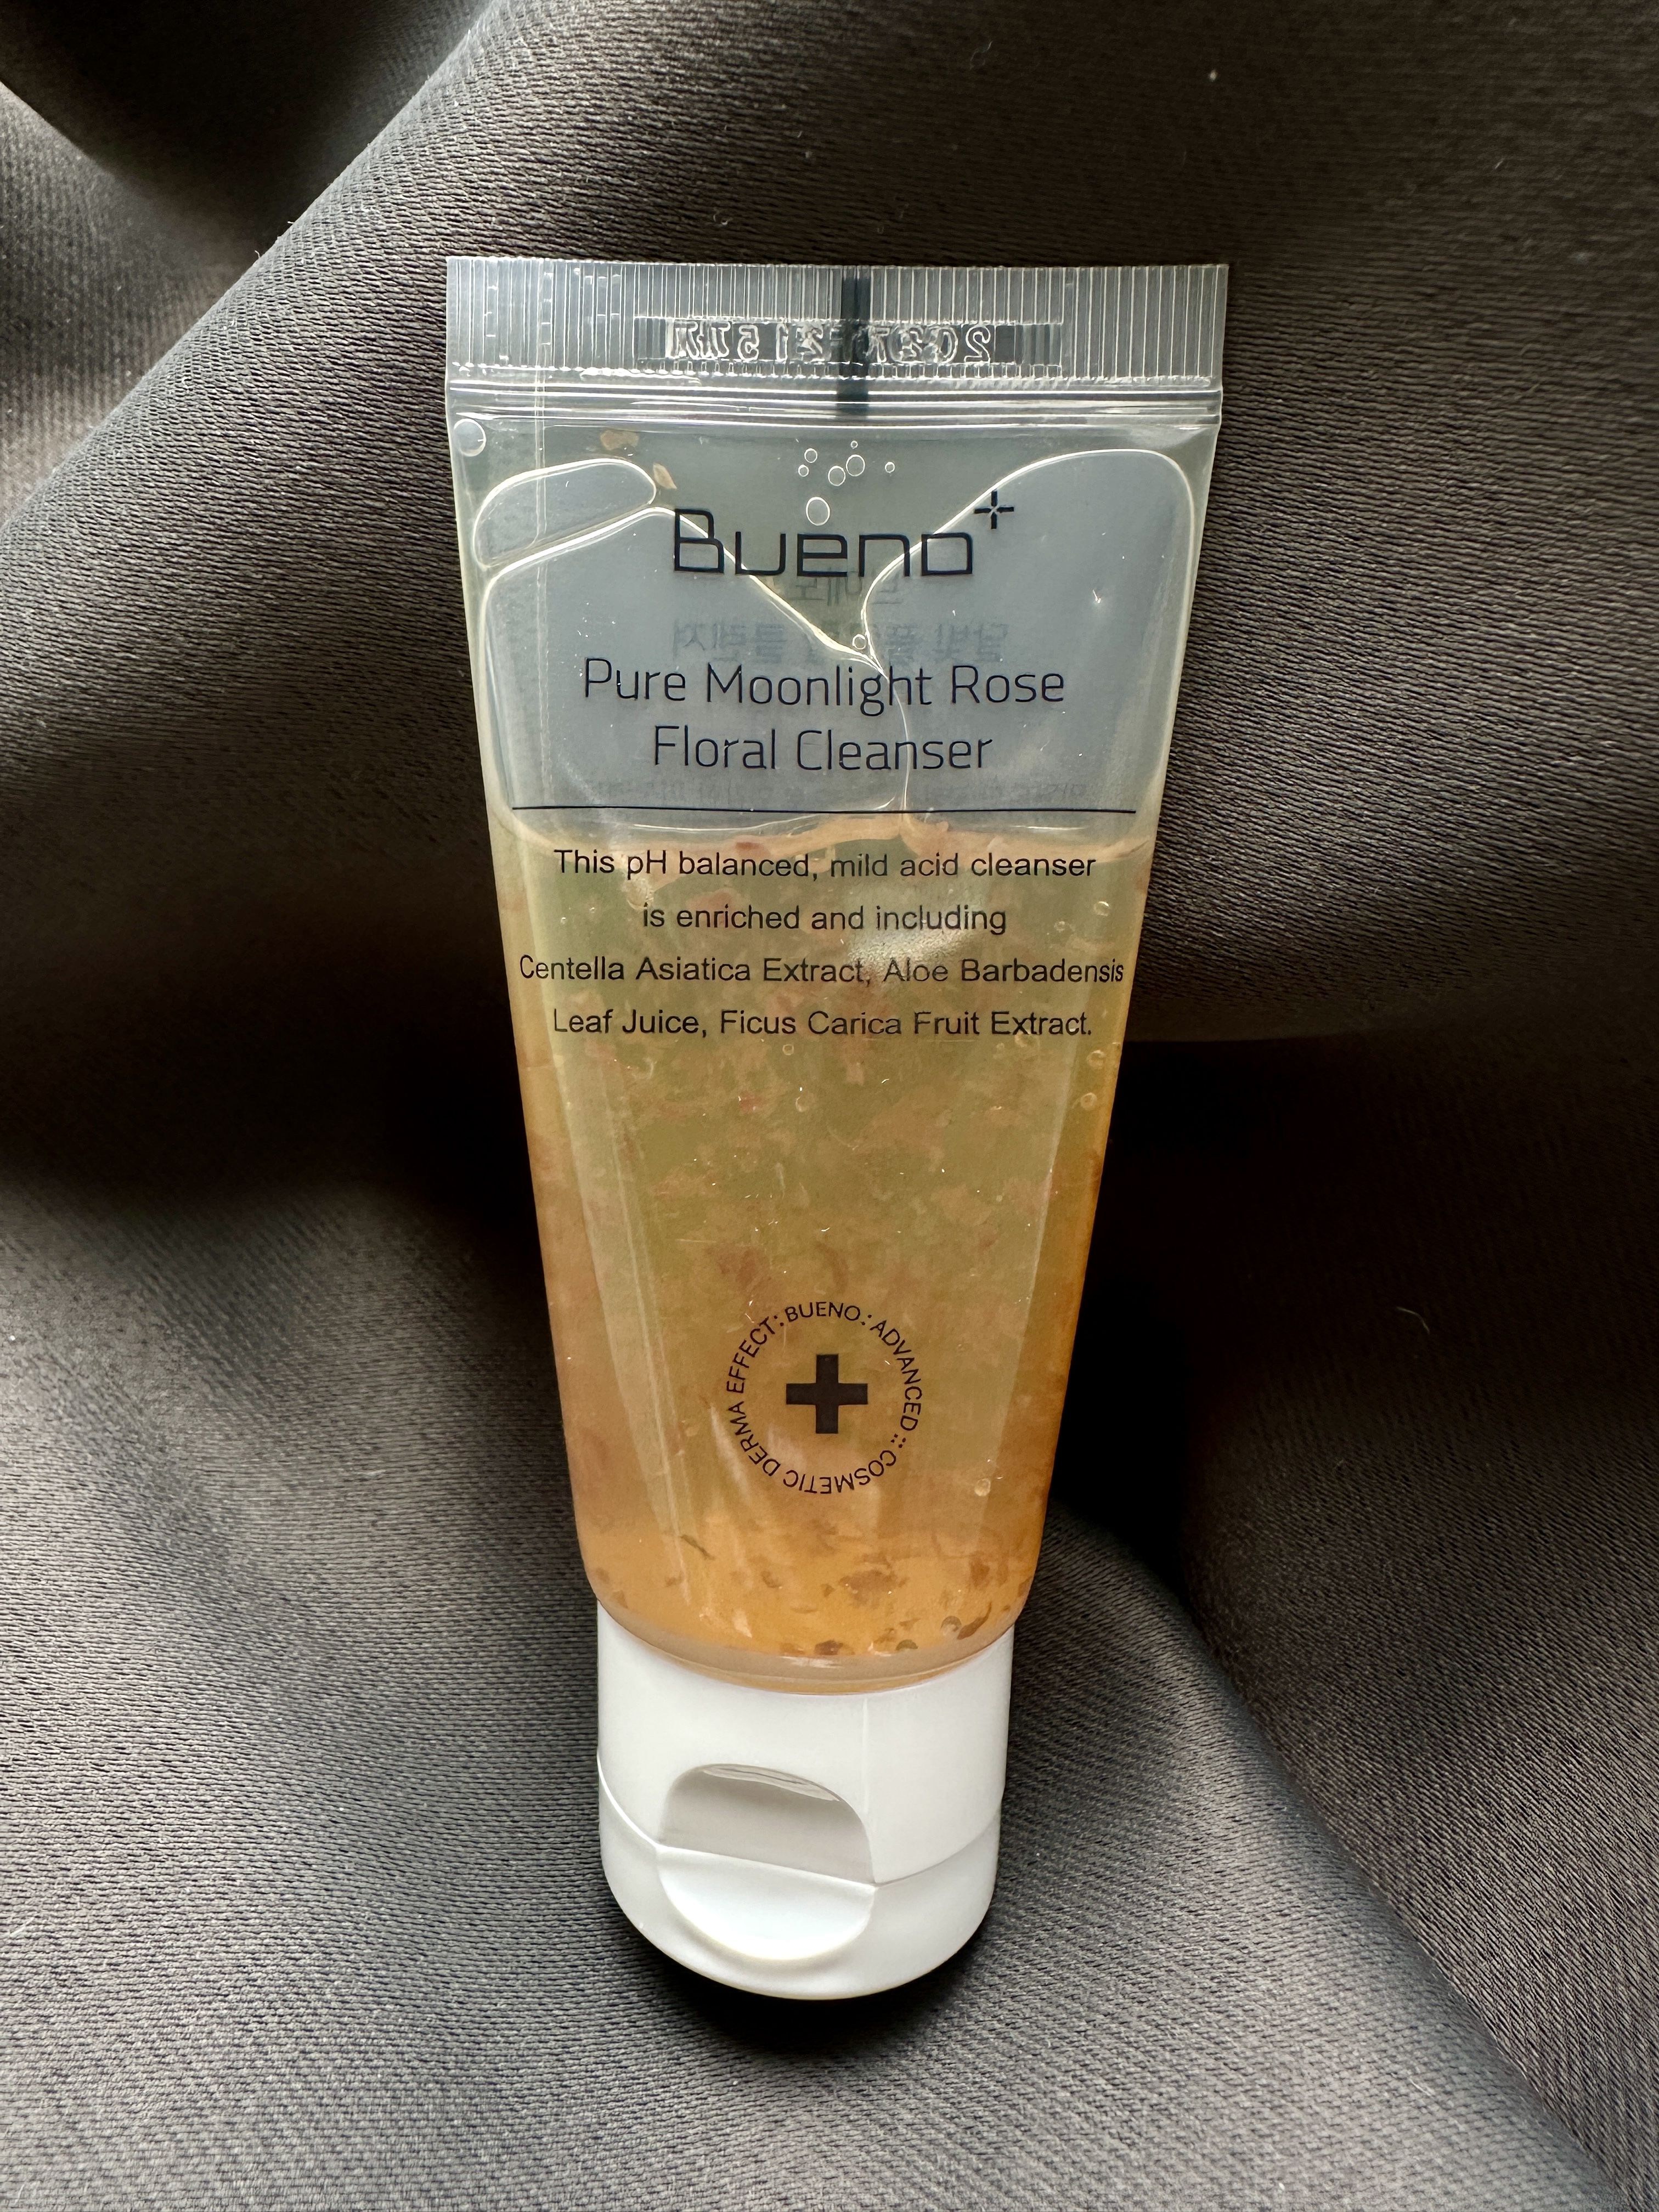 Bueno
Pure Moonlight Rose
Floral Cleanser
This pH balanced, mild acid cleanser
is enriched and including
Centella Asiatica Extract, Aloe Barbadensis
Leaf Juice, Ficus Carica Fruit Extract.
BUENO :: ADVANCED :: COSMETIC DERMA EFFECT ::